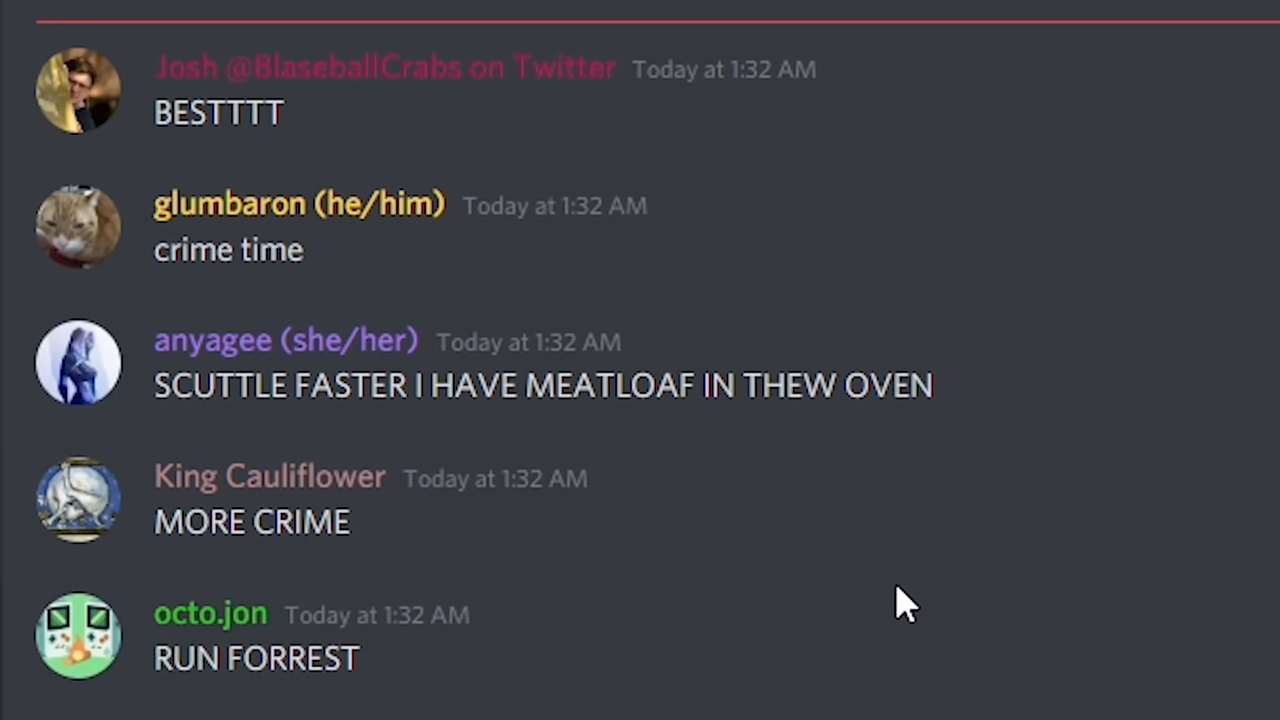 Josh @BlaseballCrabs on Twitter Today at 1:32 AM
BESTTTT
glumbaron (he/him) Today at 1:32 AM
crime time
anyagee (she/her) Today at 1:32 AM
SCUTTLE FASTER I HAVE MEATLOAF IN THEW OVEN
King Cauliflower Today at 1:32 AM
MORE CRIME
octo.jon Today at 1:32 AM
RUN FORREST